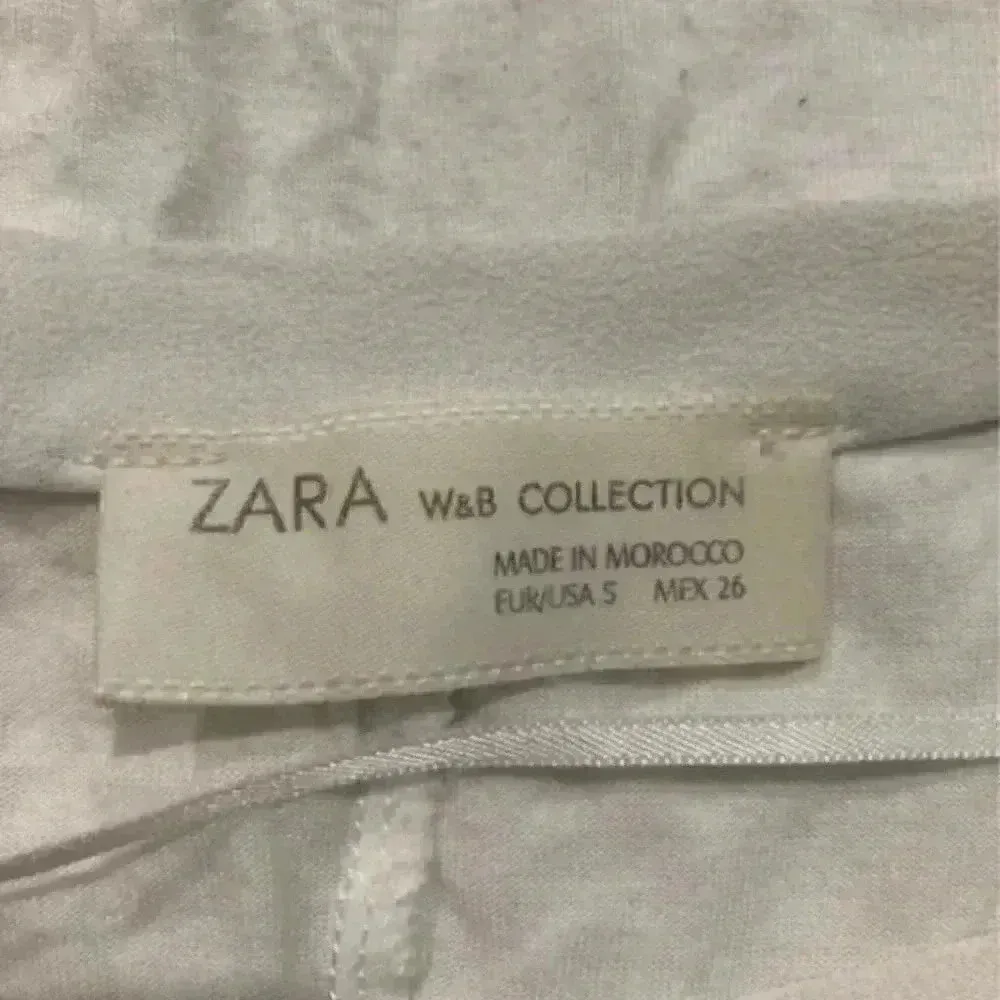 ZARA W&B COLLECTION
MADE IN MOROCCO
EUR/USA S MEX 26